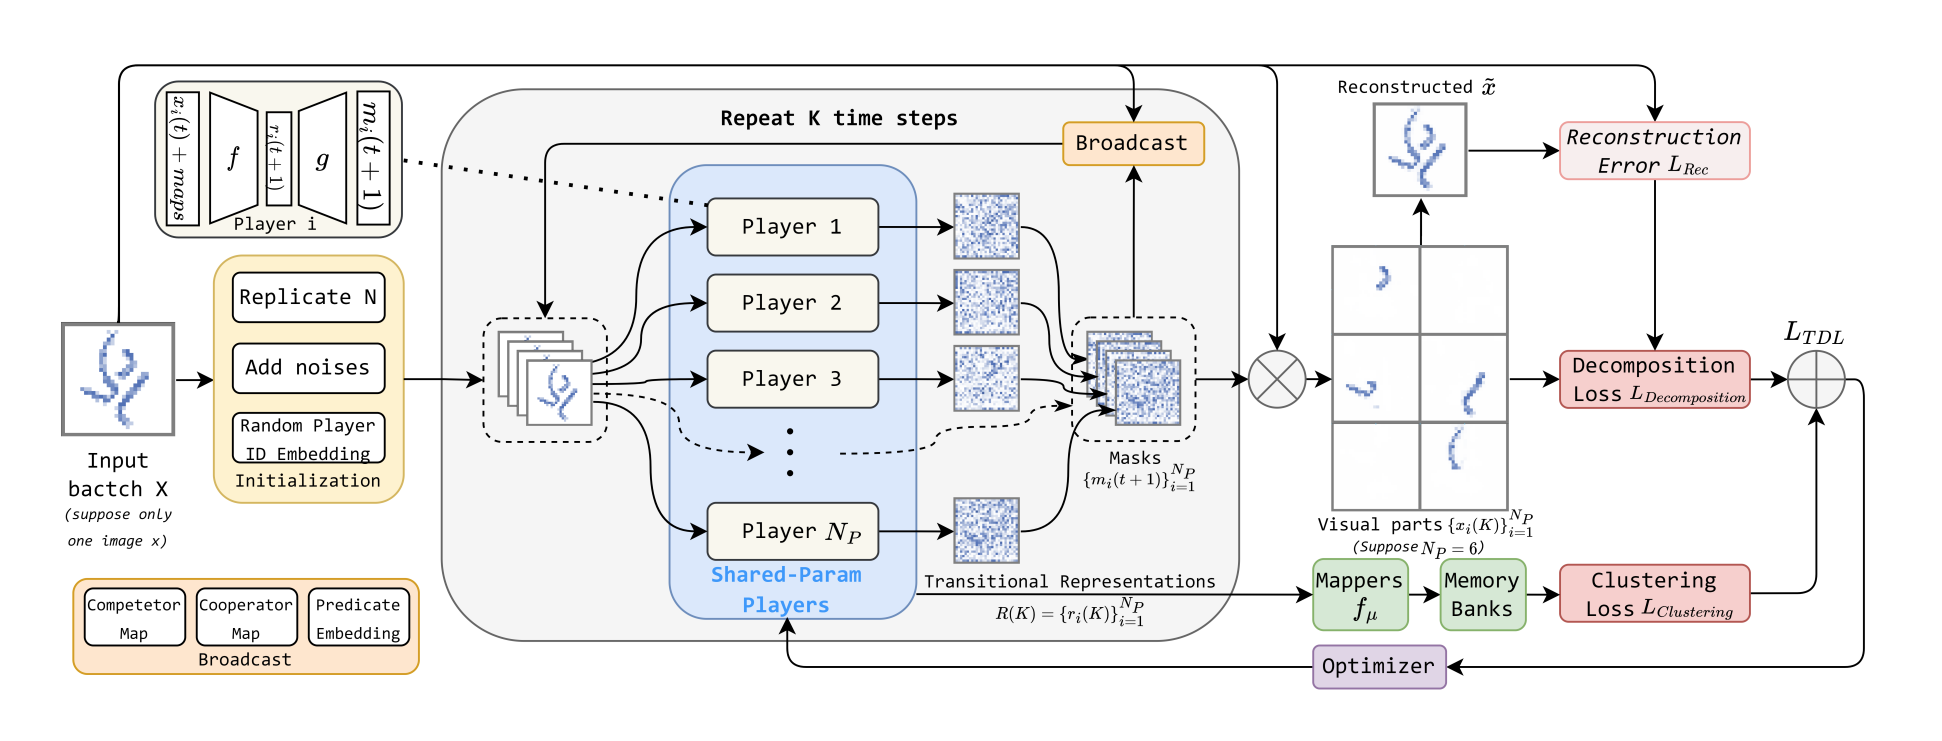 x_i(t) + maps
f
r_i(t + 1)
g
m_i(t + 1)
Player i
Replicate N
Add noises
Random Player
ID Embedding
Initialization
Input
bactch X
(suppose only
one image x)
Competetor
Map
Cooperator
Map
Predicate
Embedding
Broadcast
Repeat K time steps
Broadcast
Player 1
Player 2
Player 3
Player N_P
Shared-Param
Players
Masks
{m_i(t + 1)}_{i=1}^{N_P}
Transitional Representations
R(K) = {r_i(K)}_{i=1}^{N_P}
Reconstructed x̃
Visual parts {x_i(K)}_{i=1}^{N_P}
(Suppose N_P = 6)
Reconstruction
Error L_{Rec}
Decomposition
Loss L_{Decomposition}
L_{TDL}
Mappers
f_μ
Memory
Banks
Clustering
Loss L_{Clustering}
Optimizer